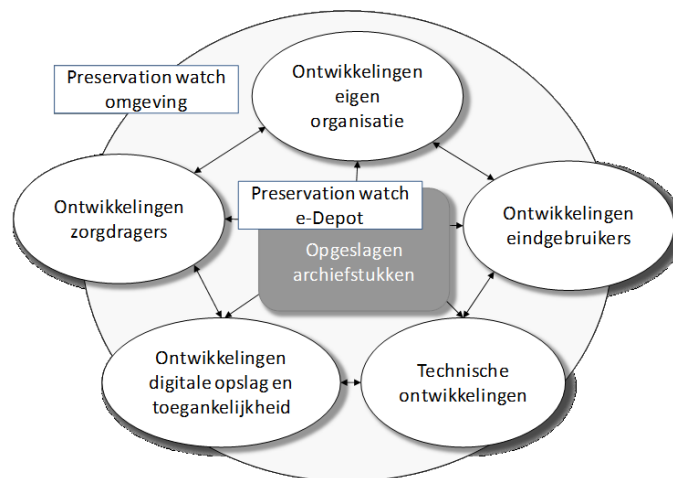 Preservation watch
omgeving
Ontwikkelingen
eigen
organisatie
Ontwikkelingen
zorgdragers
Preservation watch
e-Depot
Opgeslagen
archiefstukken
Ontwikkelingen
eindgebruikers
Ontwikkelingen
digitale opslag en
toegankelijkheid
Technische
ontwikkelingen